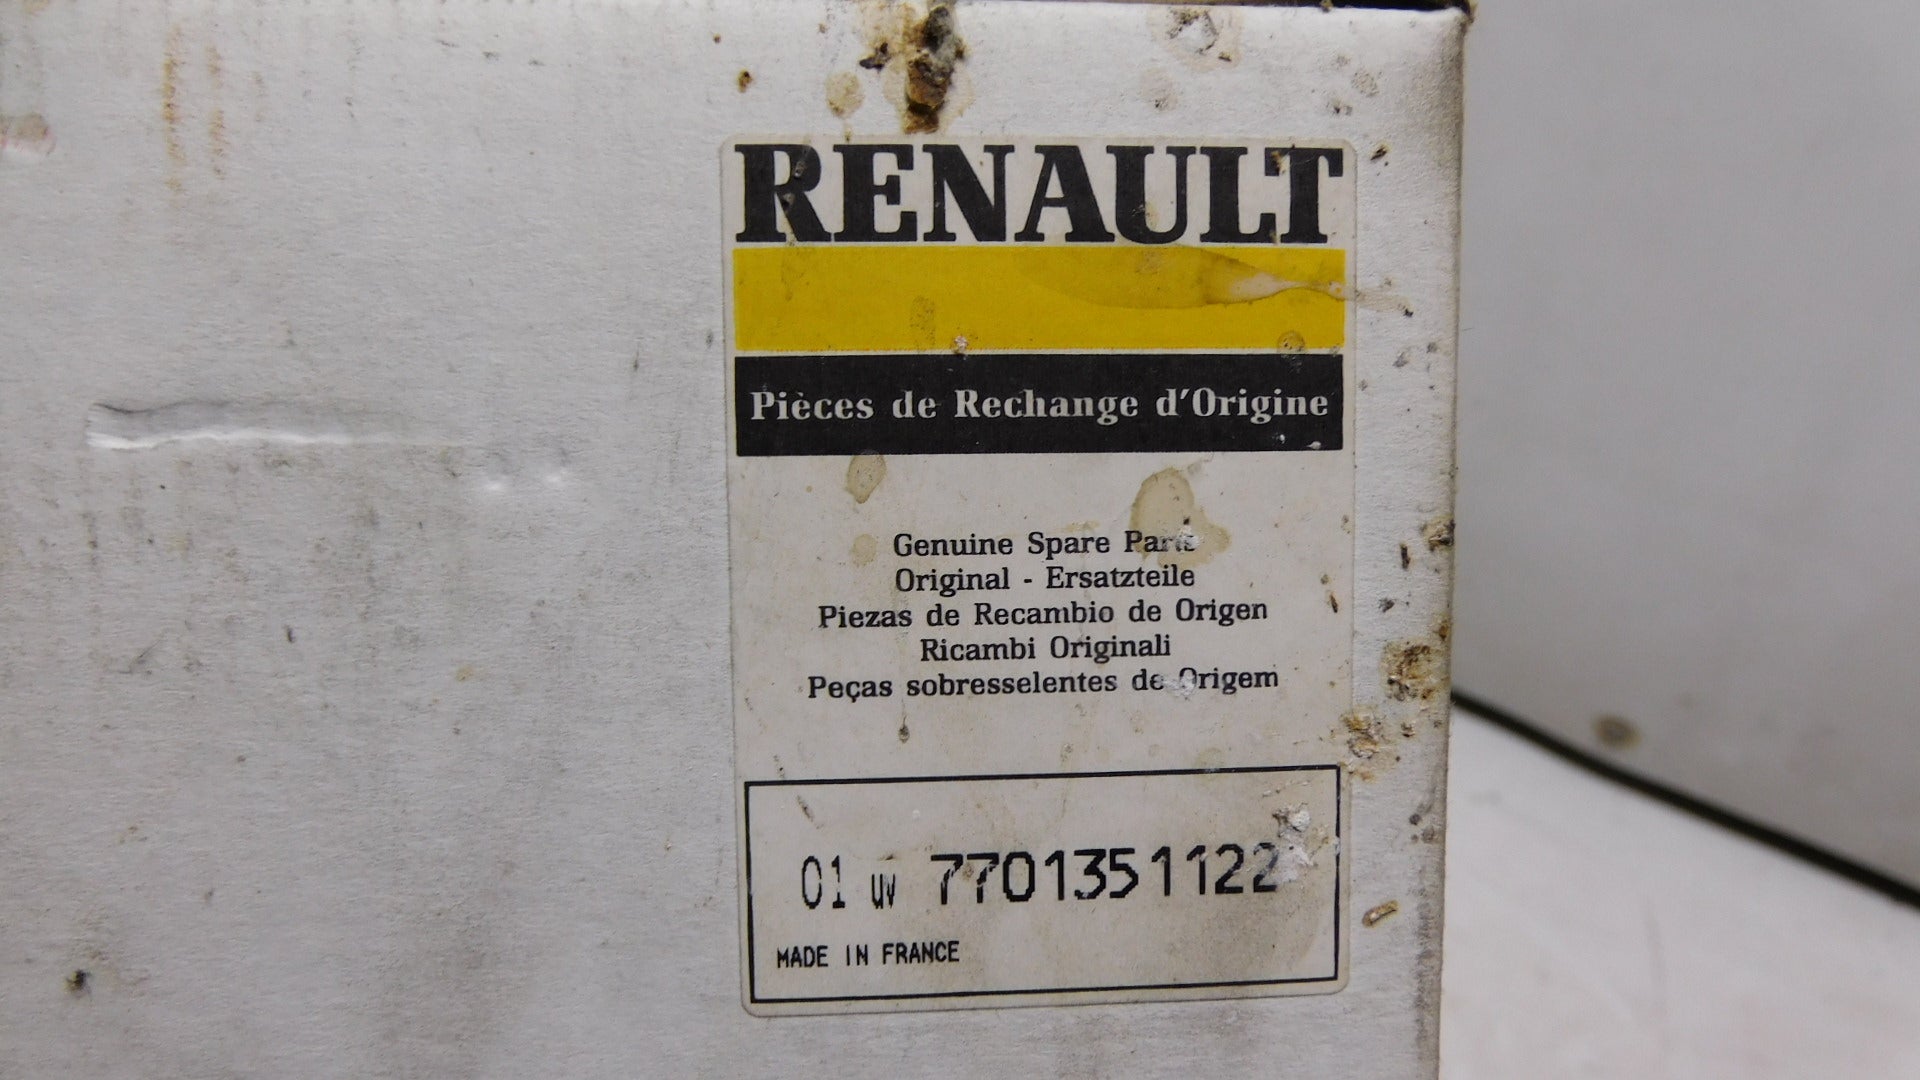 RENAULT
Pièces de Rechange d'Origine
Genuine Spare Parts
Original - Ersatzteile
Piezas de Recambio de Origen
Ricambi Originali
Peças sobresselentes de Origem
01 UV 7701351122
MADE IN FRANCE